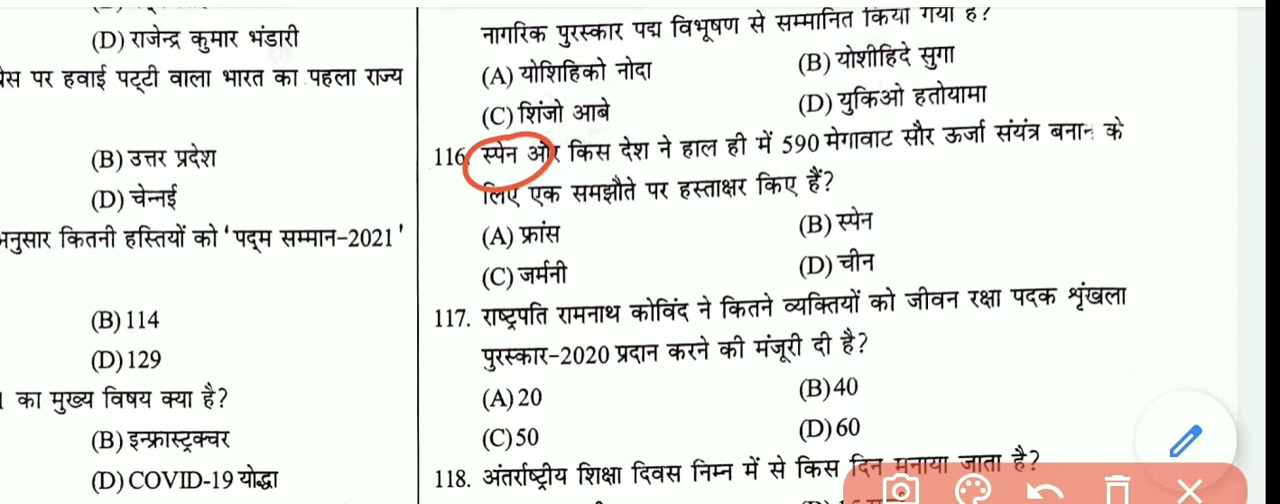 (D) राजेन्द्र कुमार भंडारी
पर हवाई पट्टी वाला भारत का पहला राज्य
(B) उत्तर प्रदेश
(D) चेन्नई
कितनी हस्तियों को 'पद्म सम्मान-2021'
(B) 114
(D) 129
का मुख्य विषय क्या है?
(B) इन्फ्रास्ट्रक्चर
(D) COVID-19 योद्धा
नागरिक पुरस्कार पद्म विभूषण से सम्मानित किया गया है?
(A) योशिहिको नोदा
(B) योशीहिदे सुगा
(C) शिंजो आबे
(D) युकिओ हतोयामा
116. स्पेन और किस देश ने हाल ही में 590 मेगावाट सौर ऊर्जा संयंत्र बनाने के
लिए एक समझौते पर हस्ताक्षर किए हैं?
(A) फ्रांस
(B) स्पेन
(C) जर्मनी
(D) चीन
117. राष्ट्रपति रामनाथ कोविंद ने कितने व्यक्तियों को जीवन रक्षा पदक श्रृंखला
पुरस्कार-2020 प्रदान करने की मंजूरी दी है?
(A) 20
(B) 40
(C) 50
(D) 60
118. अंतर्राष्ट्रीय शिक्षा दिवस निम्न में से किस दिन मनाया जाता है?